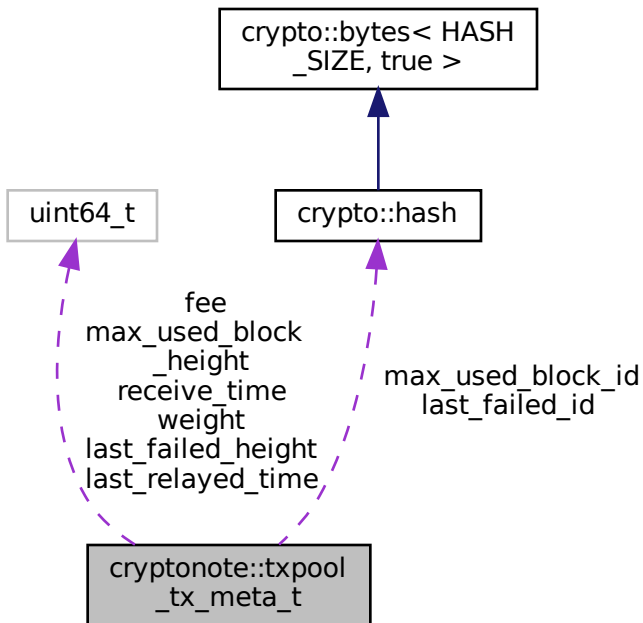 crypto::bytes< HASH
_SIZE, true >
uint64_t
crypto::hash
fee
max_used_block
_height
receive_time
weight
last_failed_height
last_relayed_time
max_used_block_id
last_failed_id
cryptonote::txpool
_tx_meta_t